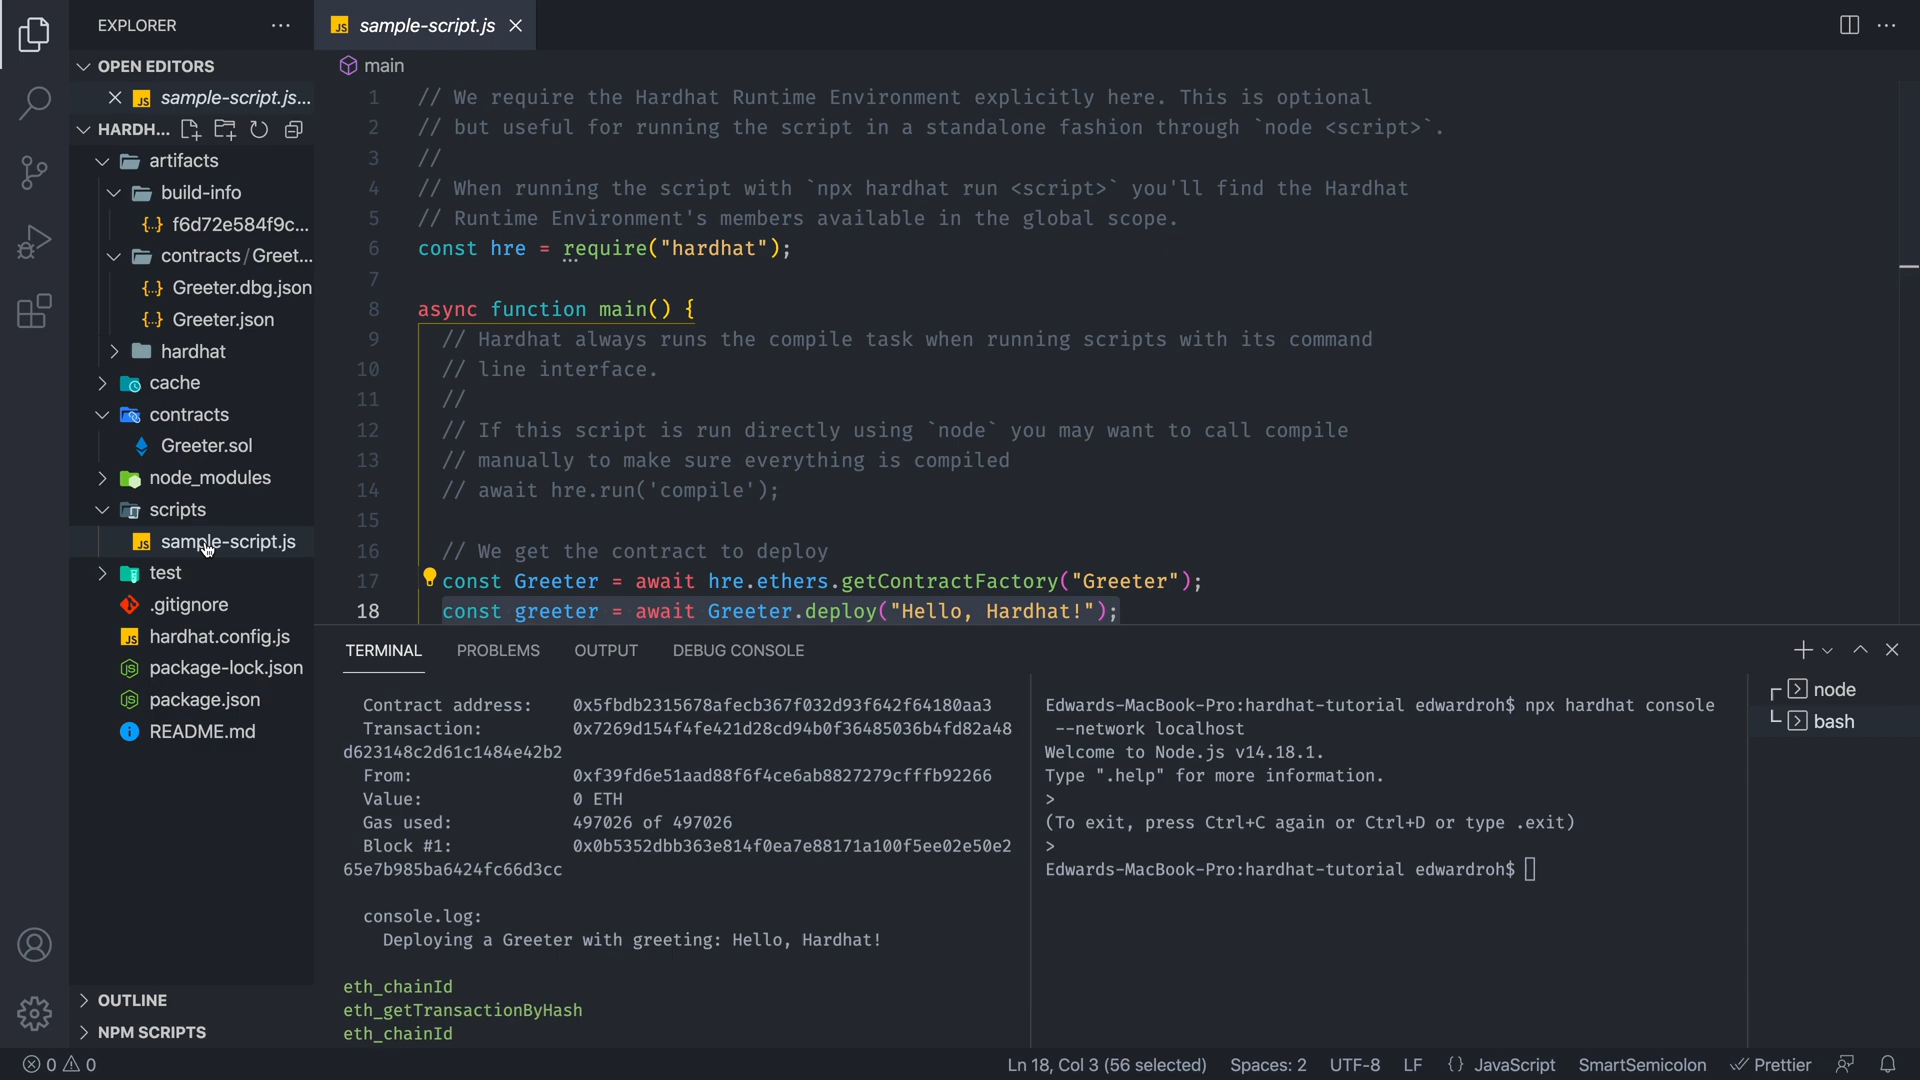 EXPLORER
OPEN EDITORS
sample-script.js...
HARDH...
artifacts
build-info
{..} f6d72e584f9c...
contracts / Greet...
{..} Greeter.dbg.json
{..} Greeter.json
hardhat
cache
contracts
Greeter.sol
node_modules
scripts
JS sample-script.js
test
.gitignore
JS hardhat.config.js
package-lock.json
package.json
README.md
OUTLINE
NPM SCRIPTS
JS sample-script.js
main
1 // We require the Hardhat Runtime Environment explicitly here. This is optional
2 // but useful for running the script in a standalone fashion through `node <script>`.
3 //
4 // When running the script with `npx hardhat run <script>` you'll find the Hardhat
5 // Runtime Environment's members available in the global scope.
6 const hre = require("hardhat");
7
8 async function main() {
9 // Hardhat always runs the compile task when running scripts with its command
10 // line interface.
11 //
12 // If this script is run directly using `node` you may want to call compile
13 // manually to make sure everything is compiled
14 // await hre.run('compile');
15
16 // We get the contract to deploy
17 const Greeter = await hre.ethers.getContractFactory("Greeter");
18 const greeter = await Greeter.deploy("Hello, Hardhat!");
TERMINAL PROBLEMS OUTPUT DEBUG CONSOLE
Contract address: 0x5fbdb2315678afecb367f032d93f642f64180aa3
Transaction: 0x7269d154f4fe421d28cd94b0f36485036b4fd82a48
d623148c2d61c1484e42b2
From: 0xf39fd6e51aad88f6f4ce6ab8827279cfffb92266
Value: 0 ETH
Gas used: 497026 of 497026
Block #1: 0x0b5352dbb363e814f0ea7e88171a100f5ee02e50e2
65e7b985ba6424fc66d3cc
console.log:
Deploying a Greeter with greeting: Hello, Hardhat!
eth_chainId
eth_getTransactionByHash
eth_chainId
Edwards-MacBook-Pro:hardhat-tutorial edwardroh$ npx hardhat console
--network localhost
Welcome to Node.js v14.18.1.
Type ".help" for more information.
>
(To exit, press Ctrl+C again or Ctrl+D or type .exit)
>
Edwards-MacBook-Pro:hardhat-tutorial edwardroh$
node
bash
0 0
Ln 18, Col 3 (56 selected) Spaces: 2 UTF-8 LF {} JavaScript SmartSemicolon Prettier